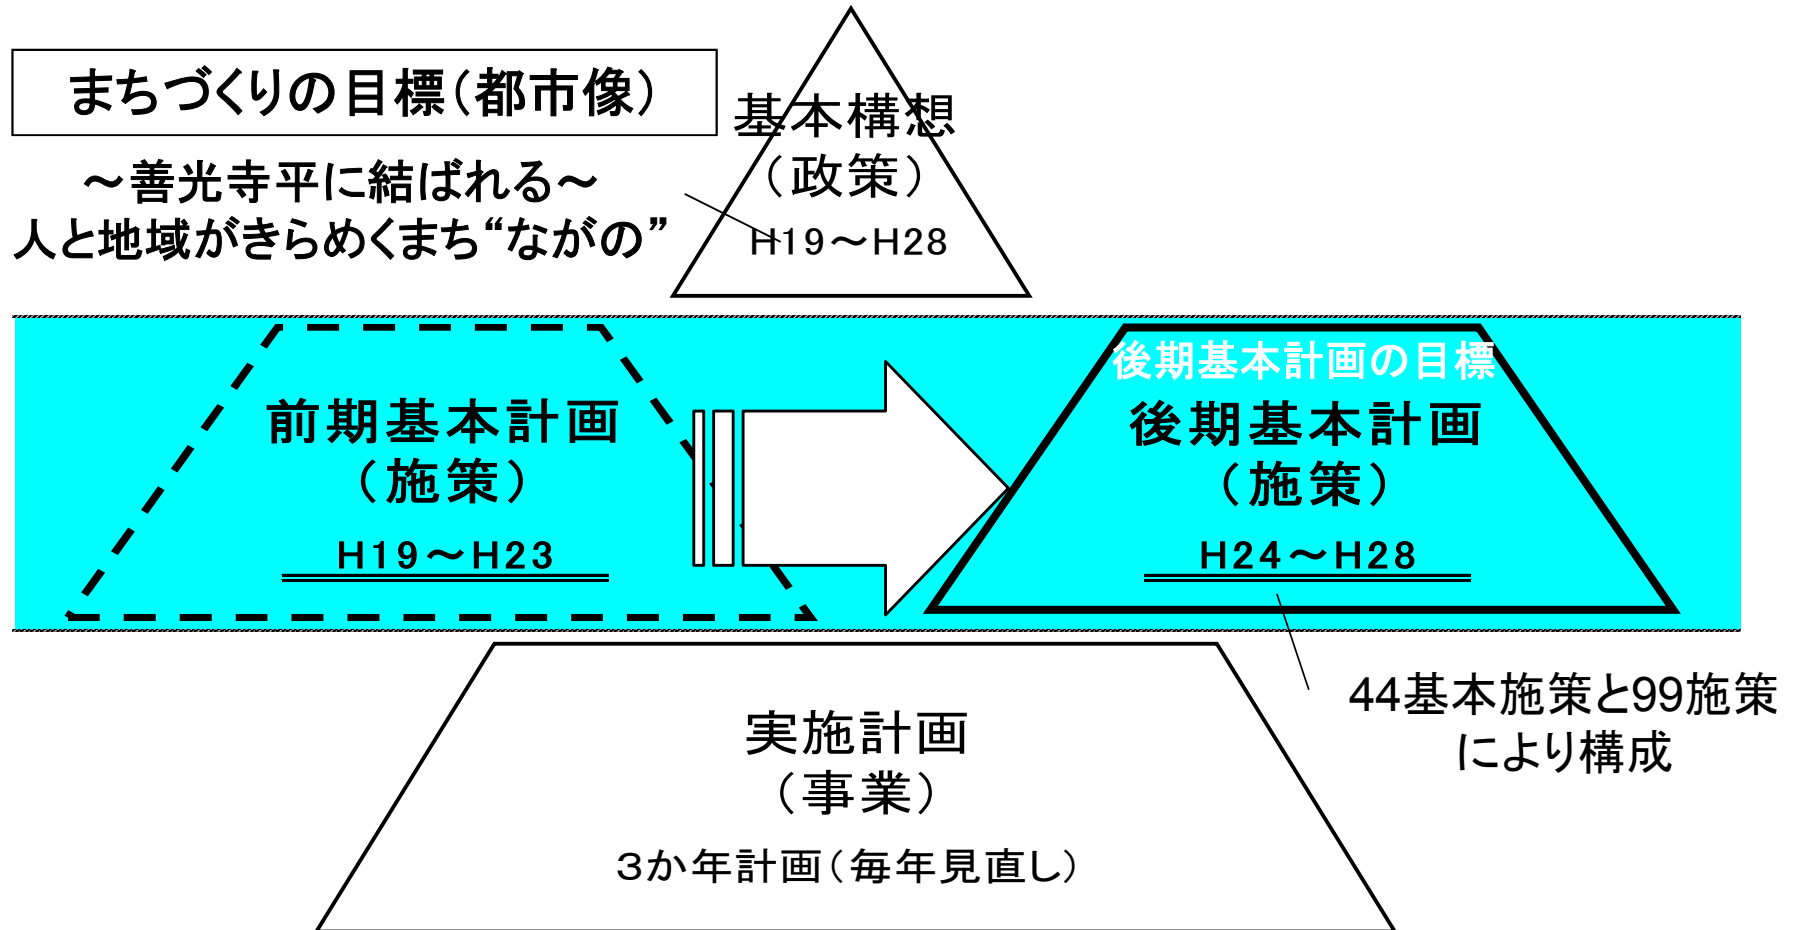 まちづくりの目標（都市像）
～善光寺平に結ばれる～
人と地域がきらめくまち“ながの”
基本構想
（政策）
H19～H28
前期基本計画
（施策）
H19～H23
後期基本計画の目標
後期基本計画
（施策）
H24～H28
44基本施策と99施策
により構成
実施計画
（事業）
３か年計画（毎年見直し）